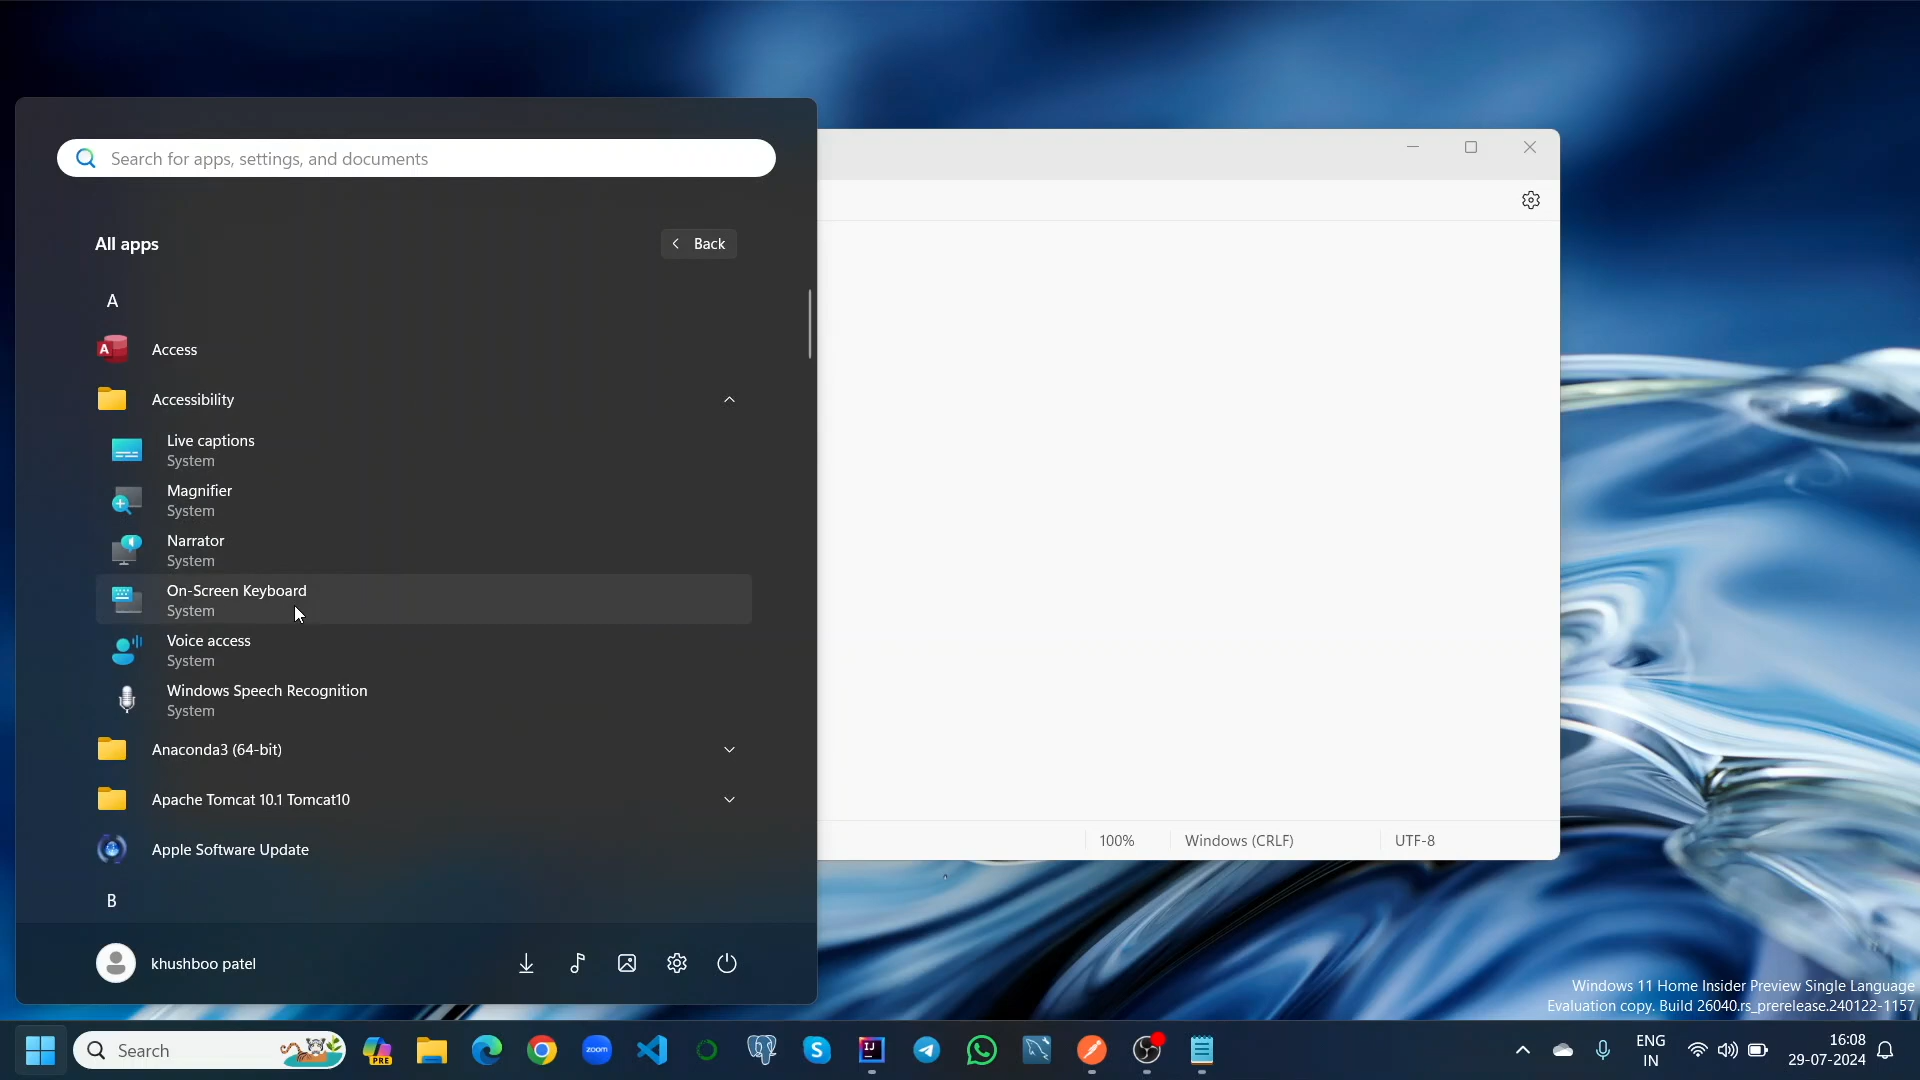 Search for apps, settings, and documents
All apps
Back
A
Access
Accessibility
Live captions
System
Magnifier
System
Narrator
System
On-Screen Keyboard
System
Voice access
System
Windows Speech Recognition
System
Anaconda3 (64-bit)
Apache Tomcat 10.1 Tomcat10
Apple Software Update
B
khushboo patel
100%
Windows (CRLF)
UTF-8
Windows 11 Home Insider Preview Single Language
Evaluation copy. Build 26040.rs_prerelease.240122-1157
Search
PRE
zoom
ENG
IN
16:08
29-07-2024